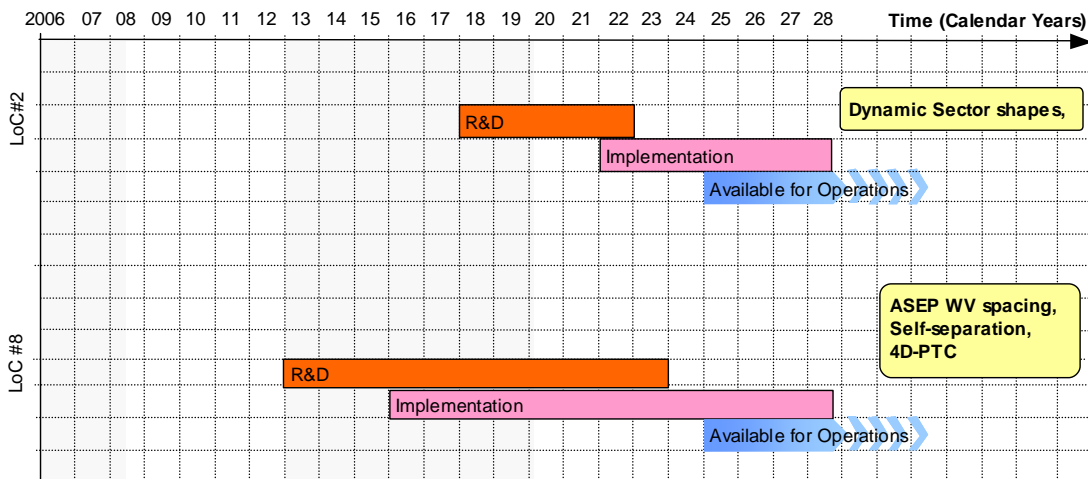 2006 07 08 09 10 11 12 13 14 15 16 17 18 19 20 21 22 23 24 25 26 27 28 Time (Calendar Years)
LoC#2
Dynamic Sector shapes,
R&D
Implementation
Available for Operations
LoC #8
ASEP WV spacing,
Self-separation,
4D-PTC
R&D
Implementation
Available for Operations